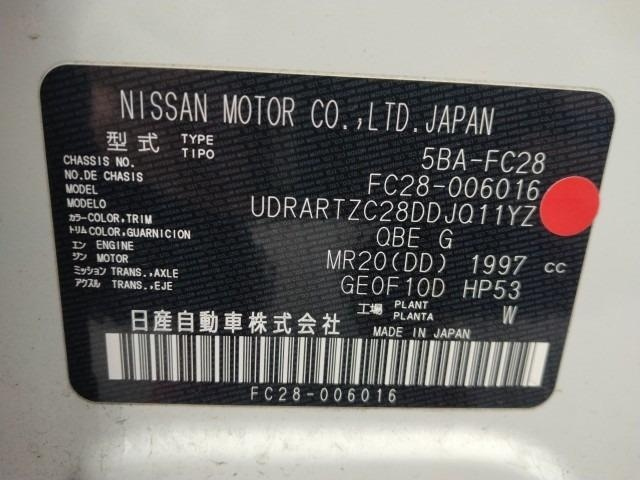 NISSAN MOTOR CO.,LTD.JAPAN
型式 TYPE TIPO 5BA-FC28
CHASSIS NO.
NO.DE CHASIS FC28-006016
MODEL
MODELO UDRARTZC28DDJQ11YZ
カラー COLOR, TRIM
トリム COLOR, GUARNICION QBE G
エン ENGINE
ジン MOTOR MR20(DD) 1997 cc
ミッション TRANS.,AXLE
アクスル TRANS.,EJE GE0F10D HP53
工場 PLANT PLANTA W
日産自動車株式会社 MADE IN JAPAN
FC28-006016